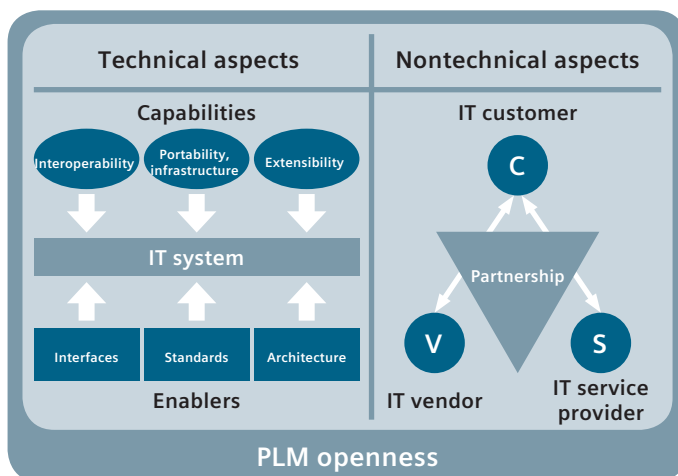 Technical aspects
Nontechnical aspects
Capabilities
Interoperability
Portability,
infrastructure
Extensibility
IT system
Interfaces
Standards
Architecture
Enablers
IT customer
C
Partnership
V
S
IT vendor
IT service
provider
PLM openness